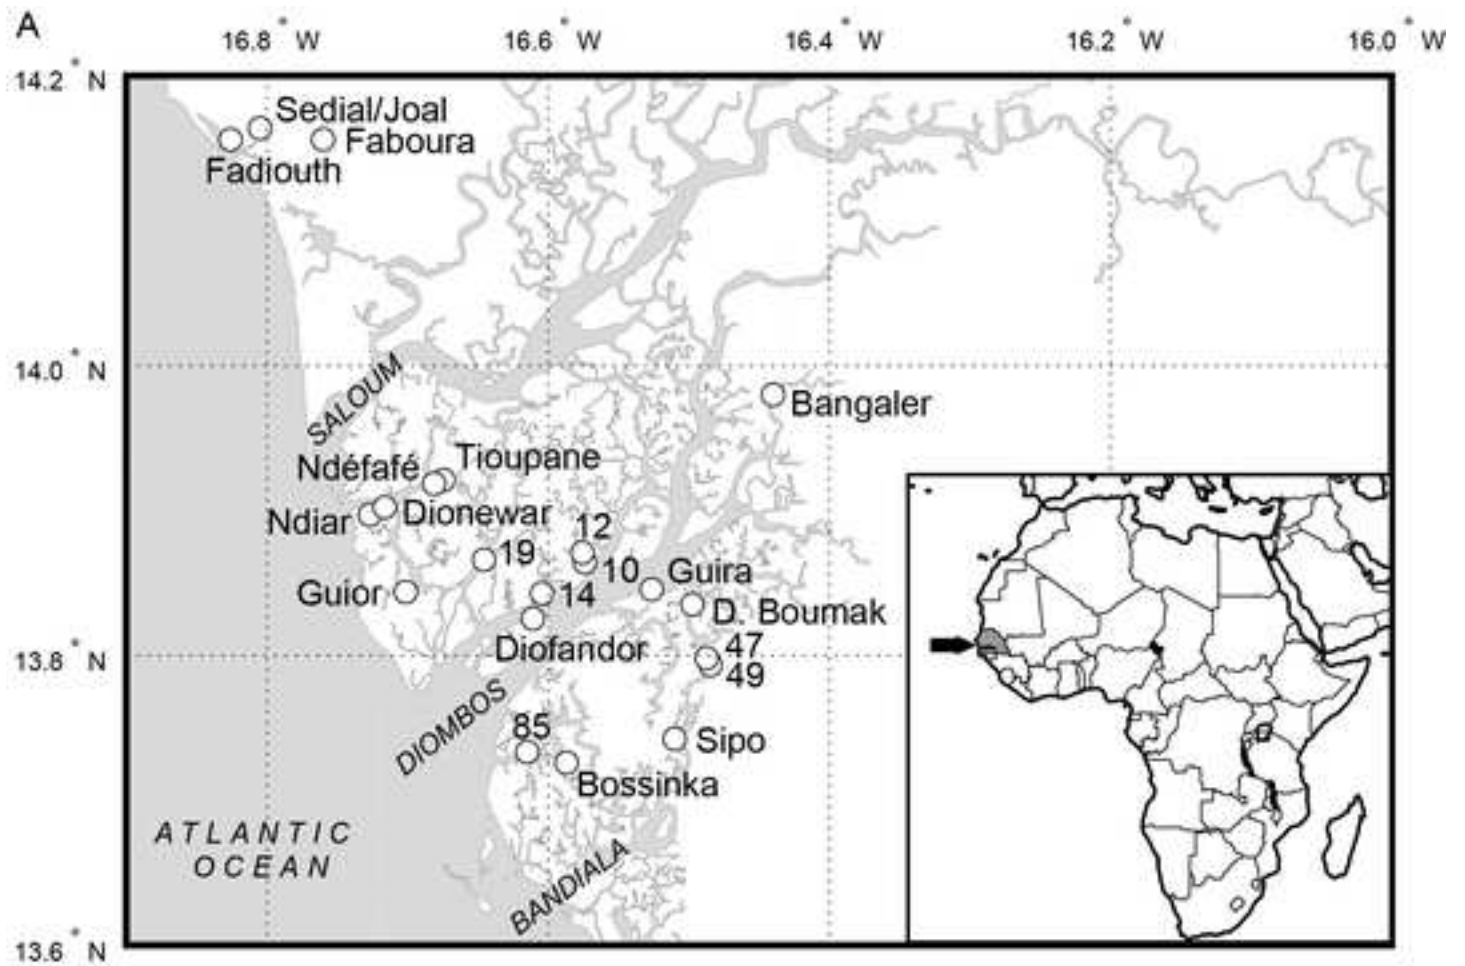 A
16.8 ° W 16.6 ° W 16.4 ° W 16.2 ° W 16.0 ° W
14.2 ° N
Sedial/Joal
Faboura
Fadiouth
14.0 ° N
SALOUM
Bangaler
Tioupane
Ndéfafé
Dionewar
Ndiar
12
19
10
Guira
Guior
14
D. Boumak
Diofandor
47
13.8 ° N
49
DIOMBOS
85
Sipo
Bossinka
ATLANTIC
OCEAN
BANDIALA
13.6 ° N